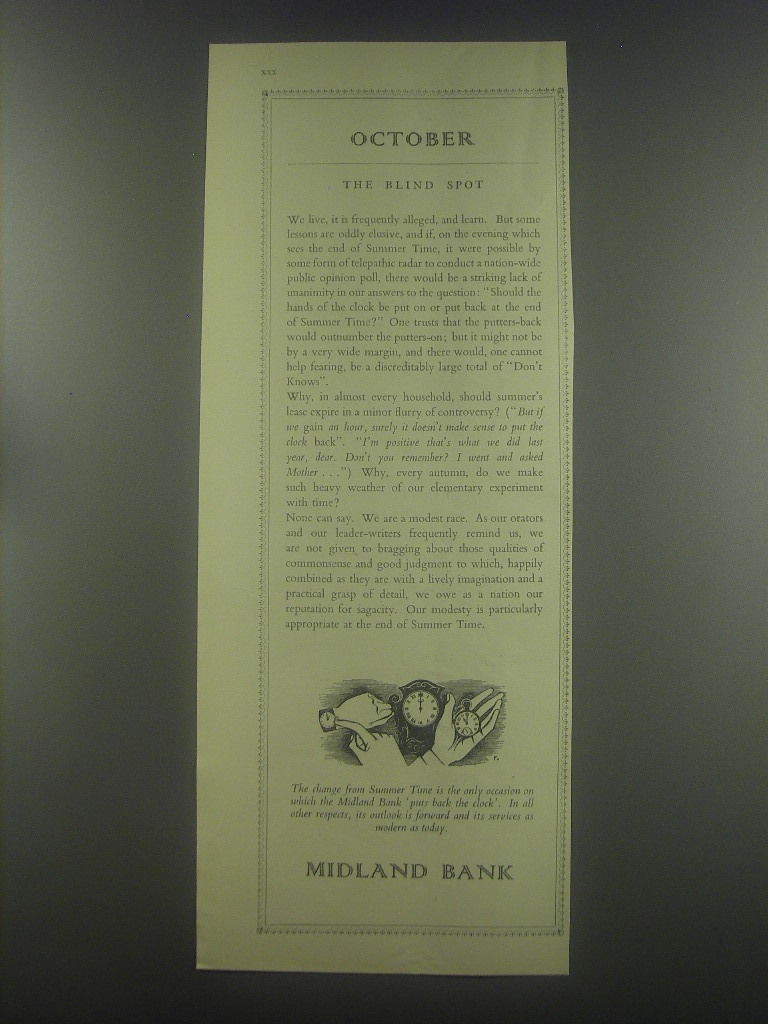 xxx
OCTOBER
THE BLIND SPOT
We live, it is frequently alleged, and learn. But some
lessons are oddly elusive, and if, on the evening which
sees the end of Summer Time, it were possible by
some form of telepathic radar to conduct a nation-wide
public opinion poll, there would be a striking lack of
unanimity in our answers to the question: "Should the
hands of the clock be put on or put back at the end
of Summer Time?" One trusts that the putters-back
would outnumber the putters-on; but it might not be
by a very wide margin, and there would, one cannot
help fearing, be a discreditably large total of "Don't
Knows".
Why, in almost every household, should summer's
lease expire in a minor flurry of controversy? ("But if
we gain an hour, surely it doesn't make sense to put the
clock back". "I'm positive that's what we did last
year, dear. Don't you remember? I went and asked
Mother . . .") Why, every autumn, do we make
such heavy weather of our elementary experiment
with time?
None can say. We are a modest race. As our orators
and our leader-writers frequently remind us, we
are not given to bragging about those qualities of
commonsense and good judgment to which, happily
combined as they are with a lively imagination and a
practical grasp of detail, we owe as a nation our
reputation for sagacity. Our modesty is particularly
appropriate at the end of Summer Time.
The change from Summer Time is the only occasion on
which the Midland Bank 'puts back the clock'. In all
other respects, its outlook is forward and its services as
modern as today.
MIDLAND BANK